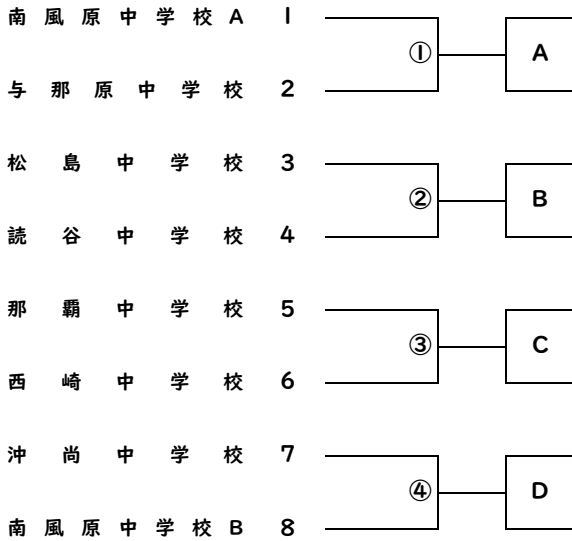 南風原中学校A 1
① A
与那原中学校 2
松島中学校 3
② B
読谷中学校 4
那覇中学校 5
③ C
西崎中学校 6
沖尚中学校 7
④ D
南風原中学校B 8